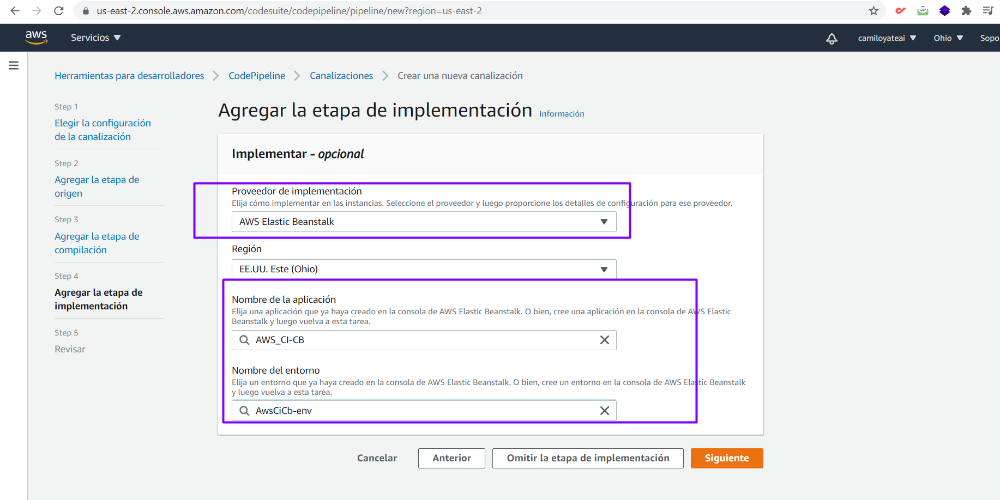 us-east-2.console.aws.amazon.com/codesuite/codepipeline/pipeline/new?region=us-east-2
aws
Servicios
camiloyateai
Ohio
Sopo
Herramientas para desarrolladores
CodePipeline
Canalizaciones
Crear una nueva canalización
Step 1
Elegir la configuración
de la canalización
Step 2
Agregar la etapa de
origen
Step 3
Agregar la etapa de
compilación
Step 4
Agregar la etapa de
implementación
Step 5
Revisar
Agregar la etapa de implementación Información
Implementar - opcional
Proveedor de implementación
Elija cómo implementar en las instancias. Seleccione el proveedor y luego proporcione los detalles de configuración para ese proveedor.
AWS Elastic Beanstalk
Región
EE.UU. Este (Ohio)
Nombre de la aplicación
Elija una aplicación que ya haya creado en la consola de AWS Elastic Beanstalk. O bien, cree una aplicación en la consola de AWS Elastic
Beanstalk y luego vuelva a esta tarea.
AWS_CI-CB
Nombre del entorno
Elija un entorno que ya haya creado en la consola de AWS Elastic Beanstalk. O bien, cree un entorno en la consola de AWS Elastic Beanstalk
y luego vuelva a esta tarea.
AwsCiCb-env
Cancelar
Anterior
Omitir la etapa de implementación
Siguiente